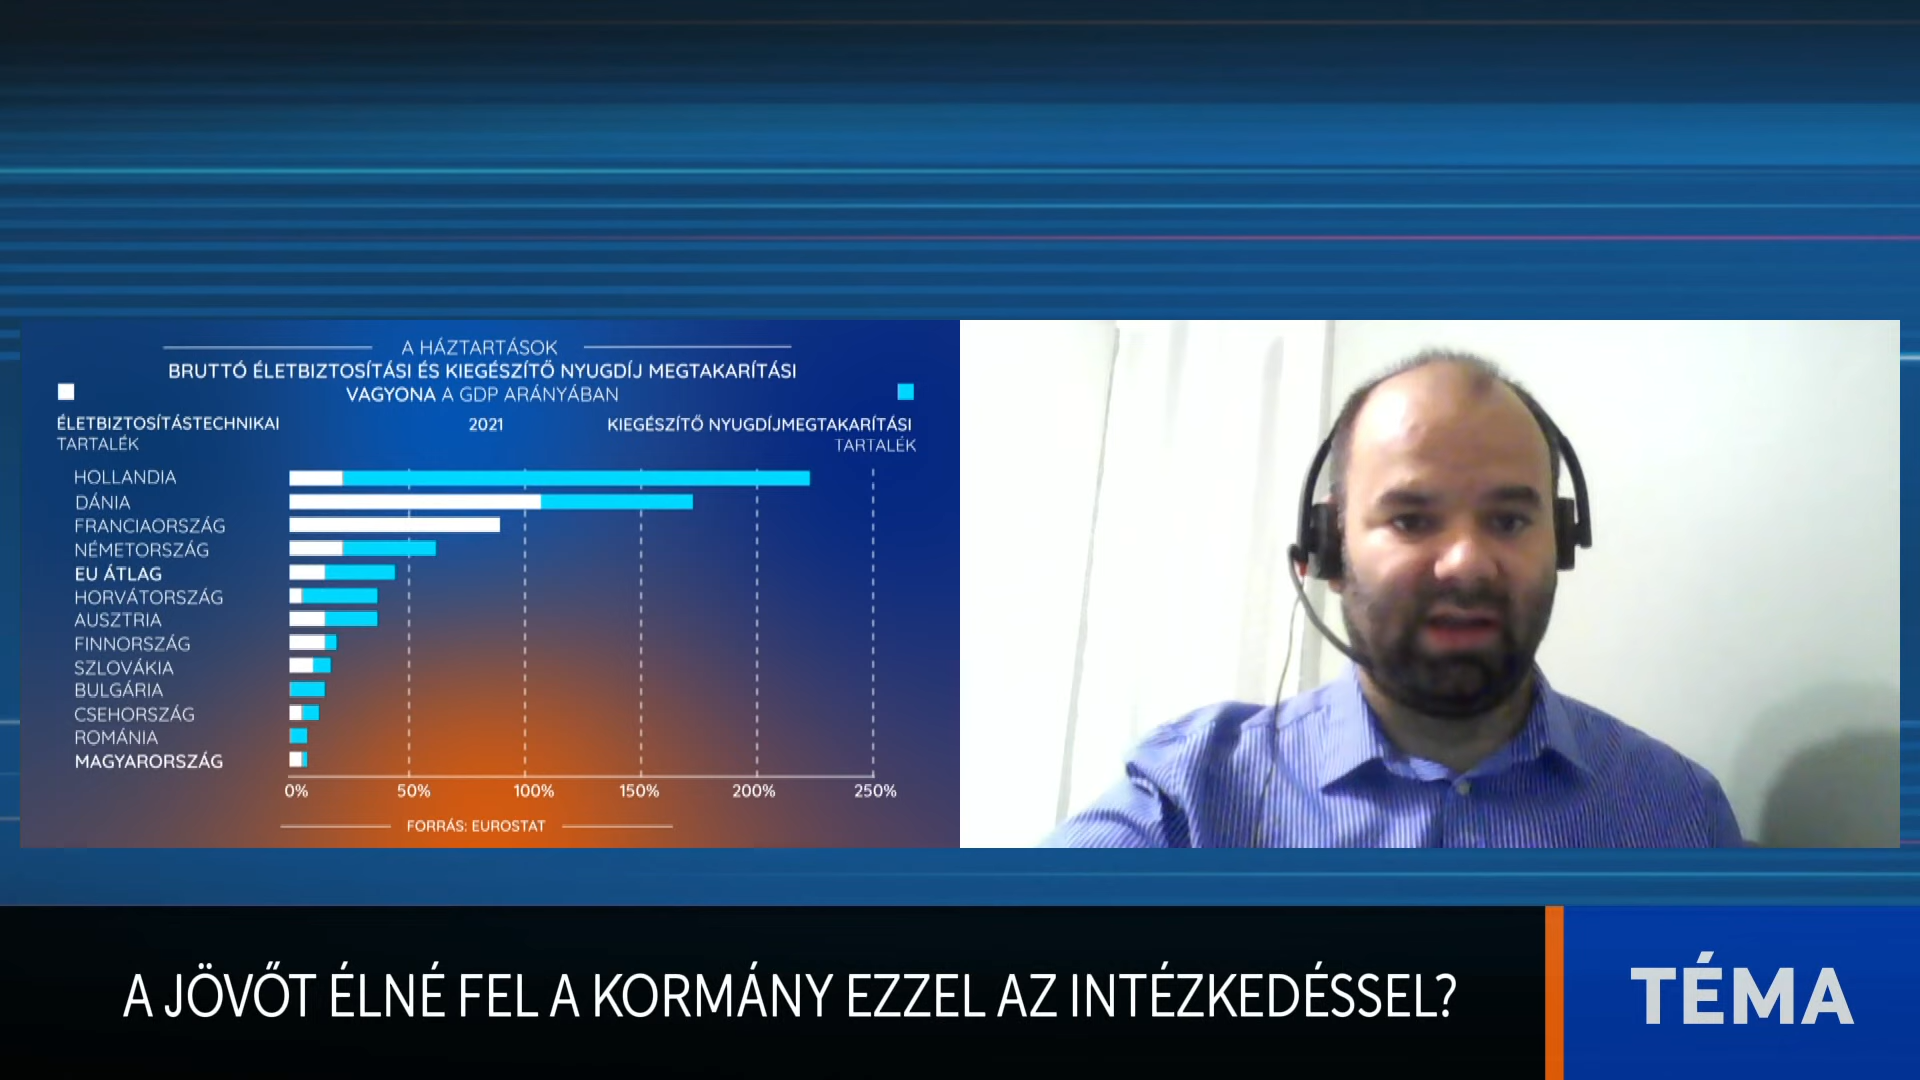 A HÁZTARTÁSOK
BRUTTÓ ÉLETBIZTOSÍTÁSI ÉS KIEGÉSZÍTŐ NYUGDÍJ MEGTAKARÍTÁSI
VAGYONA A GDP ARÁNYÁBAN
ÉLETBIZTOSÍTÁSTECHNIKAI
TARTALÉK
2021
KIEGÉSZÍTŐ NYUGDÍJMEGTAKARÍTÁSI
TARTALÉK
HOLLANDIA
DÁNIA
FRANCIAORSZÁG
NÉMETORSZÁG
EU ÁTLAG
HORVÁTORSZÁG
AUSZTRIA
FINNORSZÁG
SZLOVÁKIA
BULGÁRIA
CSEHORSZÁG
ROMÁNIA
MAGYARORSZÁG
0% 50% 100% 150% 200% 250%
FORRÁS: EUROSTAT
A JÖVŐT ÉLNÉ FEL A KORMÁNY EZZEL AZ INTÉZKEDÉSSEL?
TÉMA